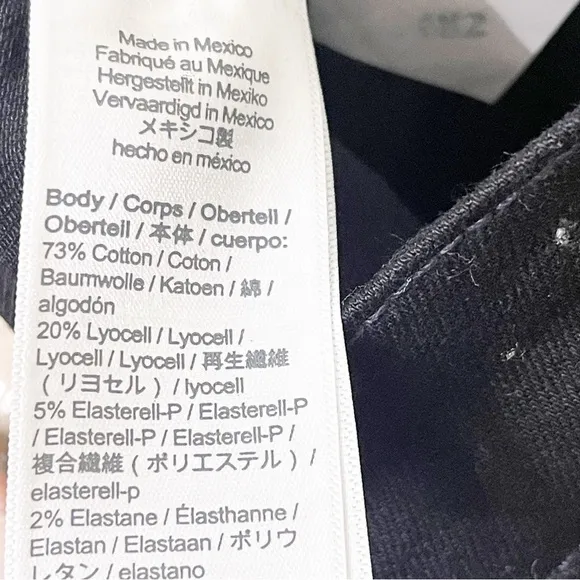 Made in Mexico
Fabriqué au Mexique
Hergestellt in Mexiko
Vervaardigd in Mexico
メキシコ製
hecho en méxico
Body / Corps / Oberteil /
Oberteil / 本体 / cuerpo:
73% Cotton / Coton /
Baumwolle / Katoen / 綿 /
algodón
20% Lyocell / Lyocell /
Lyocell / Lyocell / 再生繊維
（リヨセル）/ lyocell
5% Elasterell-P / Elasterell-P
/ Elasterell-P / Elasterell-P /
複合繊維（ポリエステル）/
elasterell-p
2% Elastane / Élasthanne /
Elastan / Elastaan / ポリウ
レタン / elastano